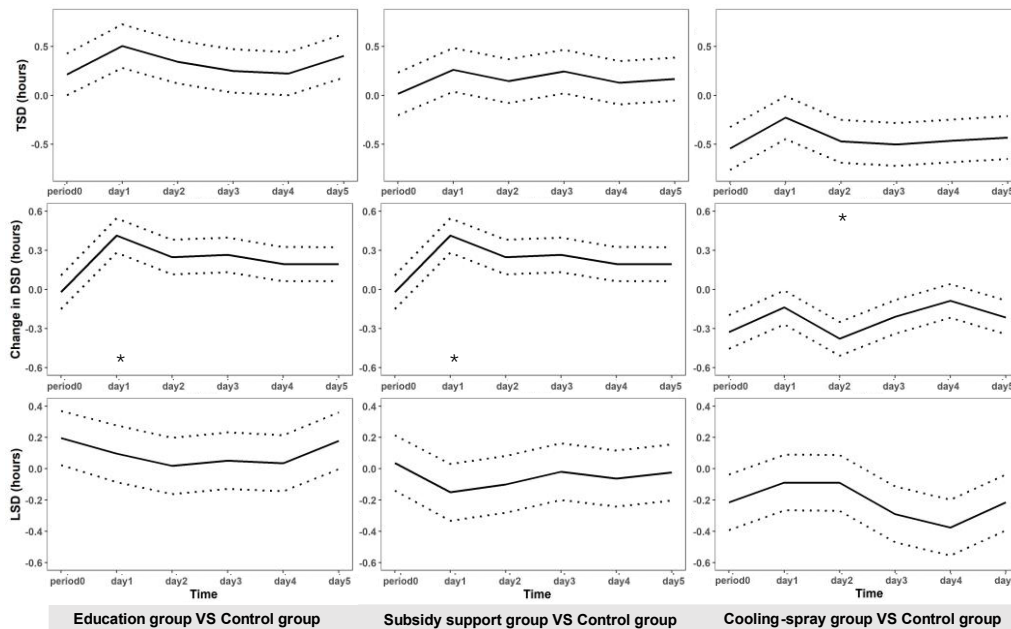 TSD (hours)
0.5
0.0
-0.5
period0 day1 day2 day3 day4 day5
0.5
0.0
-0.5
period0 day1 day2 day3 day4 day5
0.5
0.0
-0.5
period0 day1 day2 day3 day4 day5
Change in DSD (hours)
0.6
0.3
0.0
-0.3
-0.6
*
period0 day1 day2 day3 day4 day5
0.6
0.3
0.0
-0.3
-0.6
*
period0 day1 day2 day3 day4 day5
0.6
0.3
0.0
-0.3
-0.6
*
period0 day1 day2 day3 day4 day5
LSD (hours)
0.4
0.2
0.0
-0.2
-0.4
-0.6
period0 day1 day2 day3 day4 day5
Time
0.4
0.2
0.0
-0.2
-0.4
-0.6
period0 day1 day2 day3 day4 day5
Time
0.4
0.2
0.0
-0.2
-0.4
-0.6
period0 day1 day2 day3 day4 day5
Time
Education group VS Control group
Subsidy support group VS Control group
Cooling-spray group VS Control group